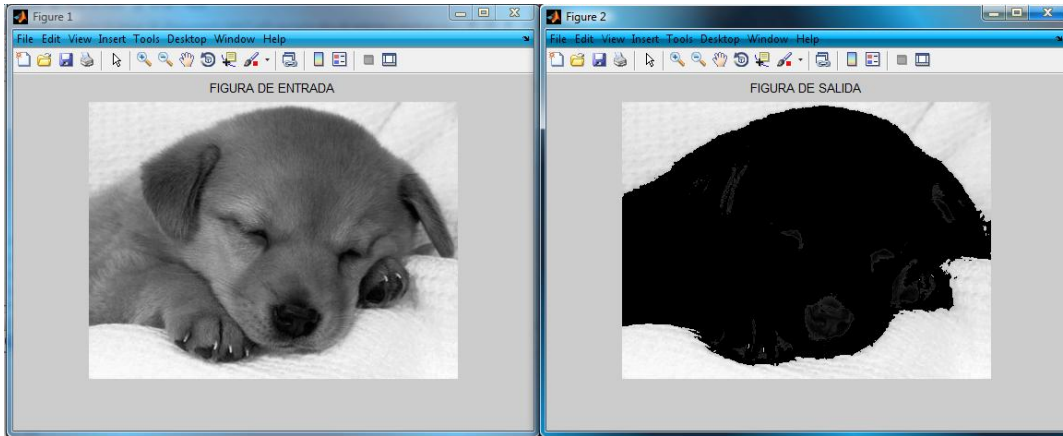 Figure 1
File Edit View Insert Tools Desktop Window Help
FIGURA DE ENTRADA
Figure 2
File Edit View Insert Tools Desktop Window Help
FIGURA DE SALIDA